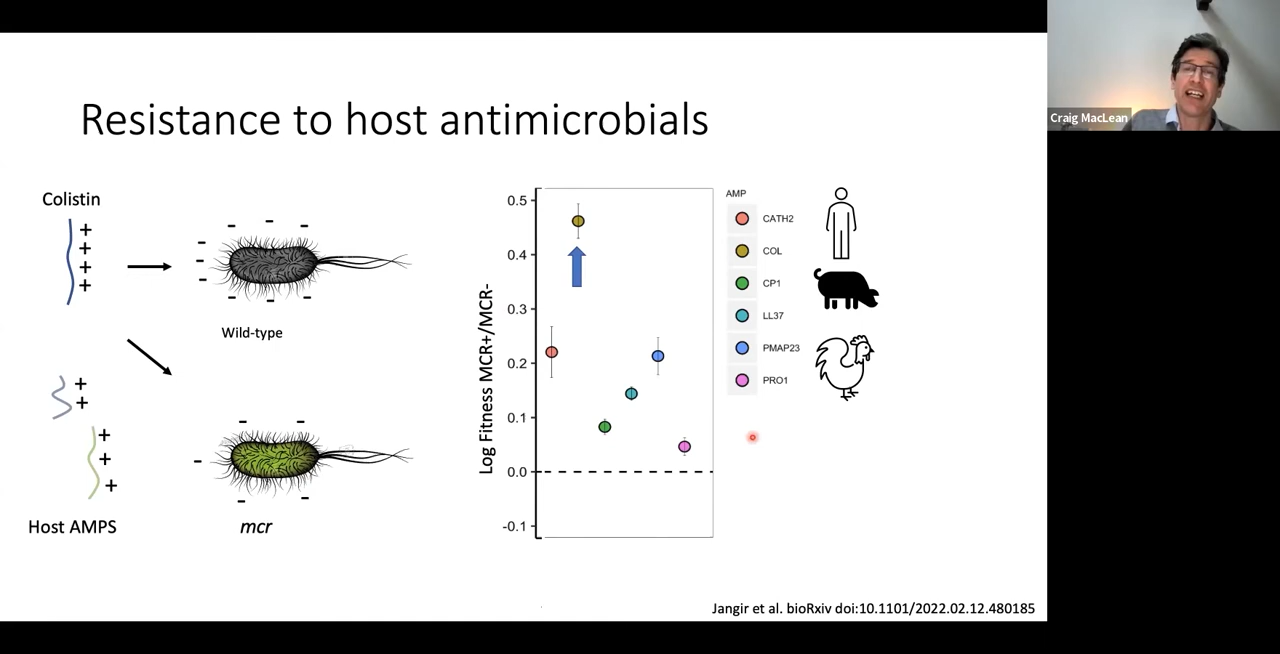 Resistance to host antimicrobials
Colistin
+
+
+
+
- - -
- - -
- - -
Wild-type
+
+
+
+
+
- -
-
- -
Host AMPS
mcr
Log Fitness MCR+/MCR-
0.5
0.4
0.3
0.2
0.1
0.0
-0.1
AMP
CATH2
COL
CP1
LL37
PMAP23
PRO1
Jangir et al. bioRxiv doi:10.1101/2022.02.12.480185
Craig MacLean